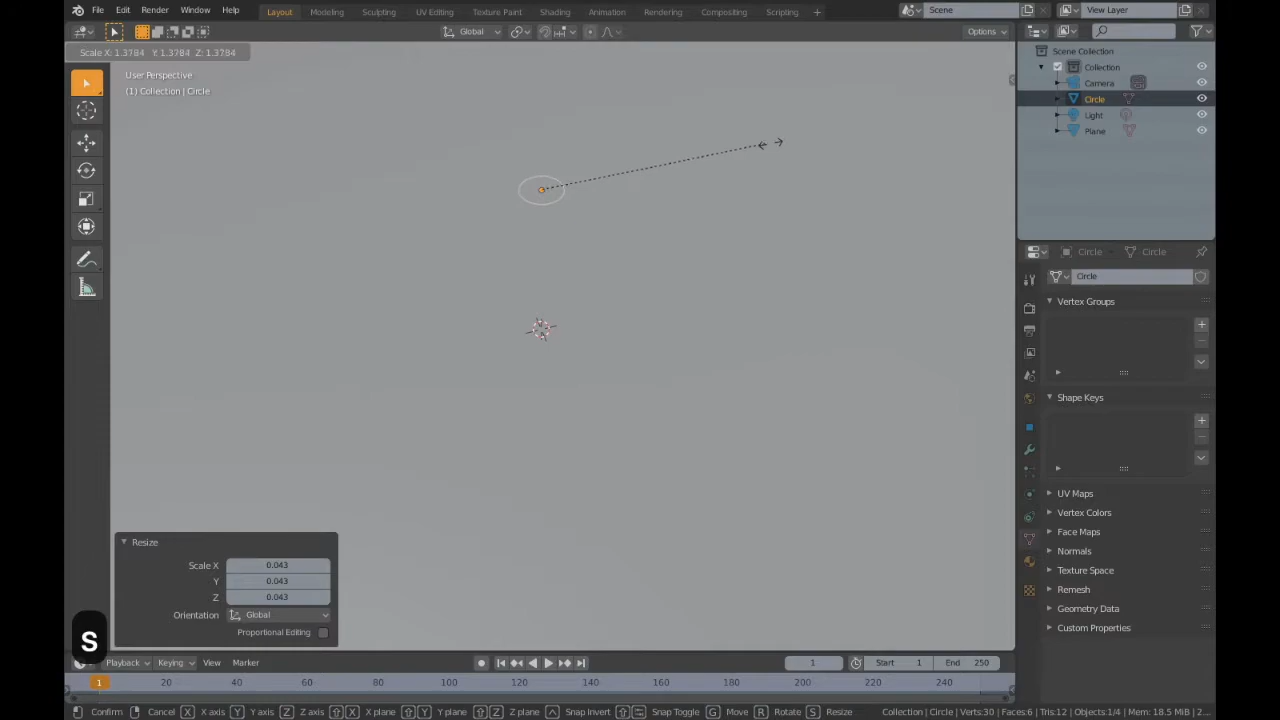 File Edit Render Window Help Layout Modeling Sculpting UV Editing Texture Paint Shading Animation Rendering Compositing Scripting + Scene View Layer
Global Options
Scale X: 1.3784 Y: 1.3784 Z: 1.3784
User Perspective
(1) Collection | Circle
Scene Collection
Collection
Camera
Circle
Light
Plane
Circle Circle
Circle
Vertex Groups
Shape Keys
UV Maps
Vertex Colors
Face Maps
Normals
Texture Space
Remesh
Geometry Data
Custom Properties
Resize
Scale X 0.043
Y 0.043
Z 0.043
Orientation Global
Proportional Editing
S
Playback Keying View Marker 1 Start 1 End 250
1 20 40 60 80 100 120 140 160 180 200 220 240
Confirm Cancel X X axis Y Y axis Z Z axis X X plane Y Y plane Z Z plane Snap Invert Snap Toggle G Move R Rotate S Resize Collection | Circle | Verts:30 | Faces:6 | Tris:12 | Objects:1/4 | Mem: 18.5 MiB | 2...